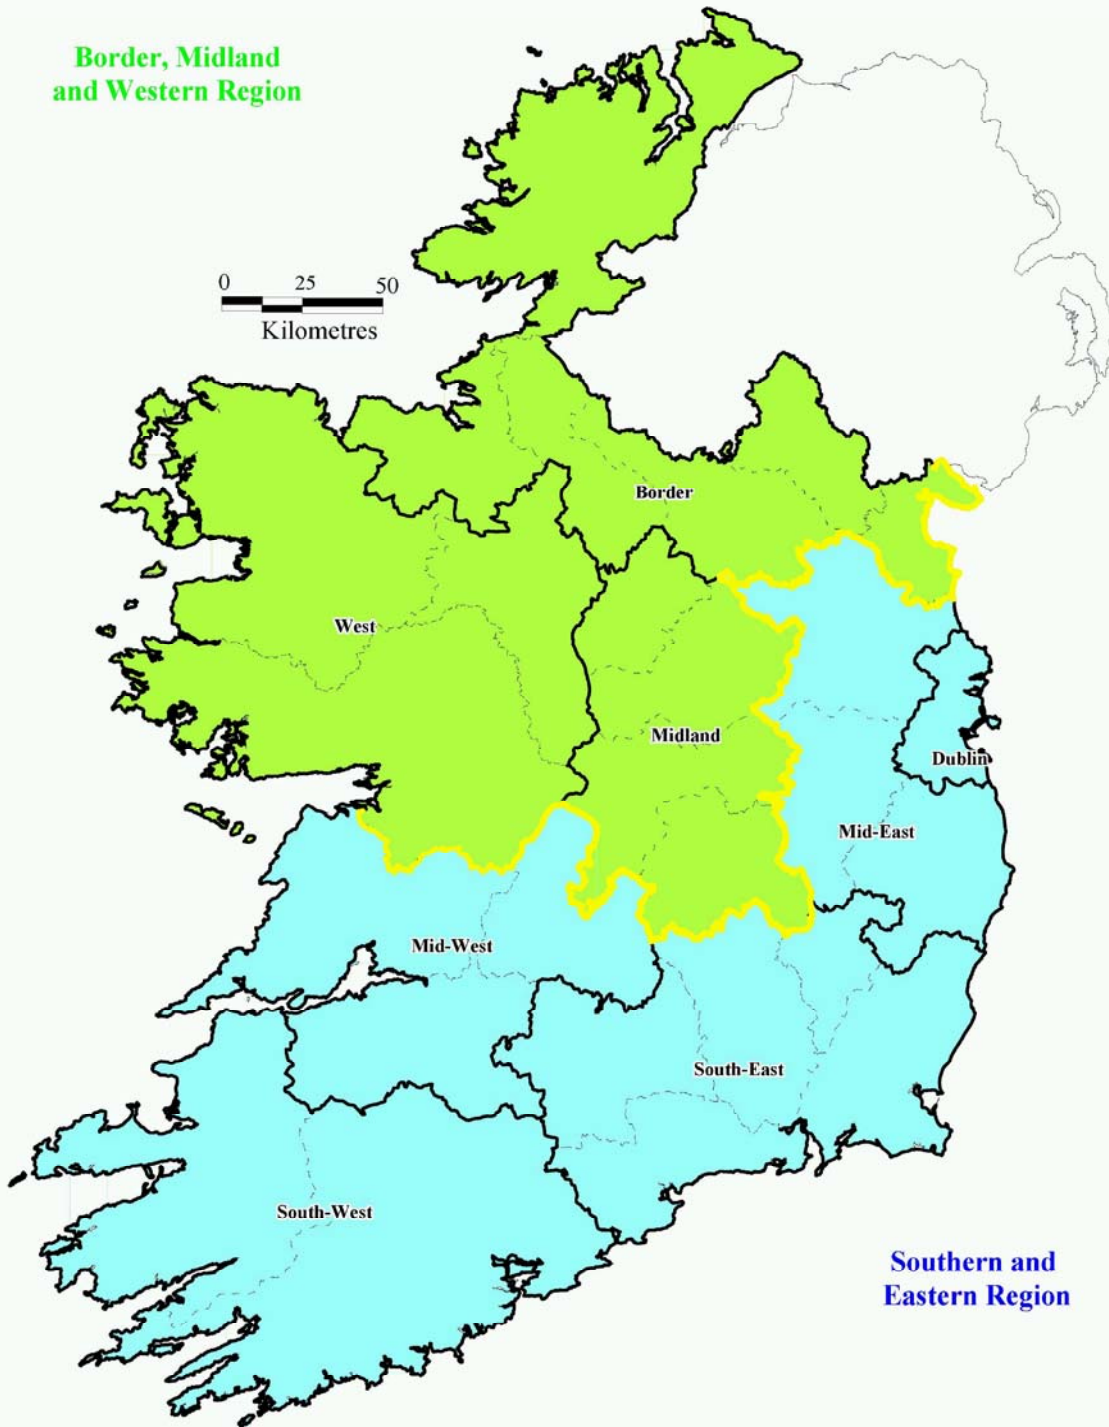 Border, Midland
and Western Region
0 25 50
Kilometres
Border
West
Midland
Dublin
Mid-East
Mid-West
South-East
South-West
Southern and
Eastern Region